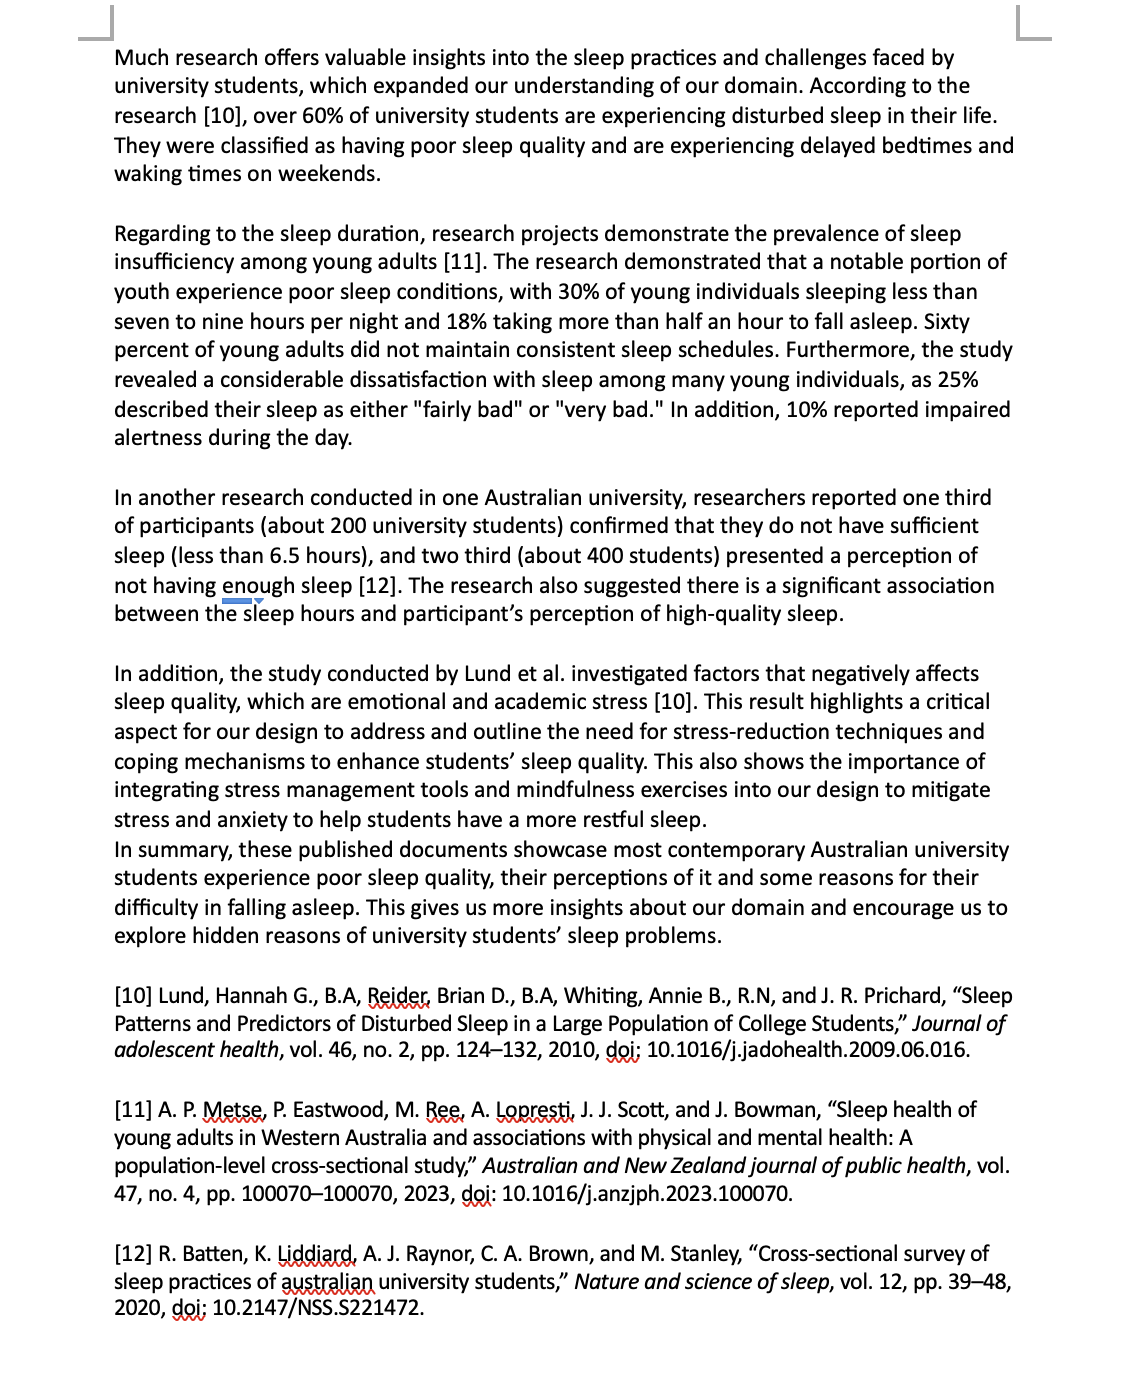 Much research offers valuable insights into the sleep practices and challenges faced by
university students, which expanded our understanding of our domain. According to the
research [10], over 60% of university students are experiencing disturbed sleep in their life.
They were classified as having poor sleep quality and are experiencing delayed bedtimes and
waking times on weekends.
Regarding to the sleep duration, research projects demonstrate the prevalence of sleep
insufficiency among young adults [11]. The research demonstrated that a notable portion of
youth experience poor sleep conditions, with 30% of young individuals sleeping less than
seven to nine hours per night and 18% taking more than half an hour to fall asleep. Sixty
percent of young adults did not maintain consistent sleep schedules. Furthermore, the study
revealed a considerable dissatisfaction with sleep among many young individuals, as 25%
described their sleep as either "fairly bad" or "very bad." In addition, 10% reported impaired
alertness during the day.
In another research conducted in one Australian university, researchers reported one third
of participants (about 200 university students) confirmed that they do not have sufficient
sleep (less than 6.5 hours), and two third (about 400 students) presented a perception of
not having enough sleep [12]. The research also suggested there is a significant association
between the sleep hours and participant’s perception of high-quality sleep.
In addition, the study conducted by Lund et al. investigated factors that negatively affects
sleep quality, which are emotional and academic stress [10]. This result highlights a critical
aspect for our design to address and outline the need for stress-reduction techniques and
coping mechanisms to enhance students’ sleep quality. This also shows the importance of
integrating stress management tools and mindfulness exercises into our design to mitigate
stress and anxiety to help students have a more restful sleep.
In summary, these published documents showcase most contemporary Australian university
students experience poor sleep quality, their perceptions of it and some reasons for their
difficulty in falling asleep. This gives us more insights about our domain and encourage us to
explore hidden reasons of university students’ sleep problems.
[10] Lund, Hannah G., B.A, Reider, Brian D., B.A, Whiting, Annie B., R.N, and J. R. Prichard, “Sleep
Patterns and Predictors of Disturbed Sleep in a Large Population of College Students,” Journal of
adolescent health, vol. 46, no. 2, pp. 124–132, 2010, doi: 10.1016/j.jadohealth.2009.06.016.
[11] A. P. Metse, P. Eastwood, M. Ree, A. Lopresti, J. J. Scott, and J. Bowman, “Sleep health of
young adults in Western Australia and associations with physical and mental health: A
population-level cross-sectional study,” Australian and New Zealand journal of public health, vol.
47, no. 4, pp. 100070–100070, 2023, doi: 10.1016/j.anzjph.2023.100070.
[12] R. Batten, K. Liddiard, A. J. Raynor, C. A. Brown, and M. Stanley, “Cross-sectional survey of
sleep practices of australian university students,” Nature and science of sleep, vol. 12, pp. 39–48,
2020, doi: 10.2147/NSS.S221472.